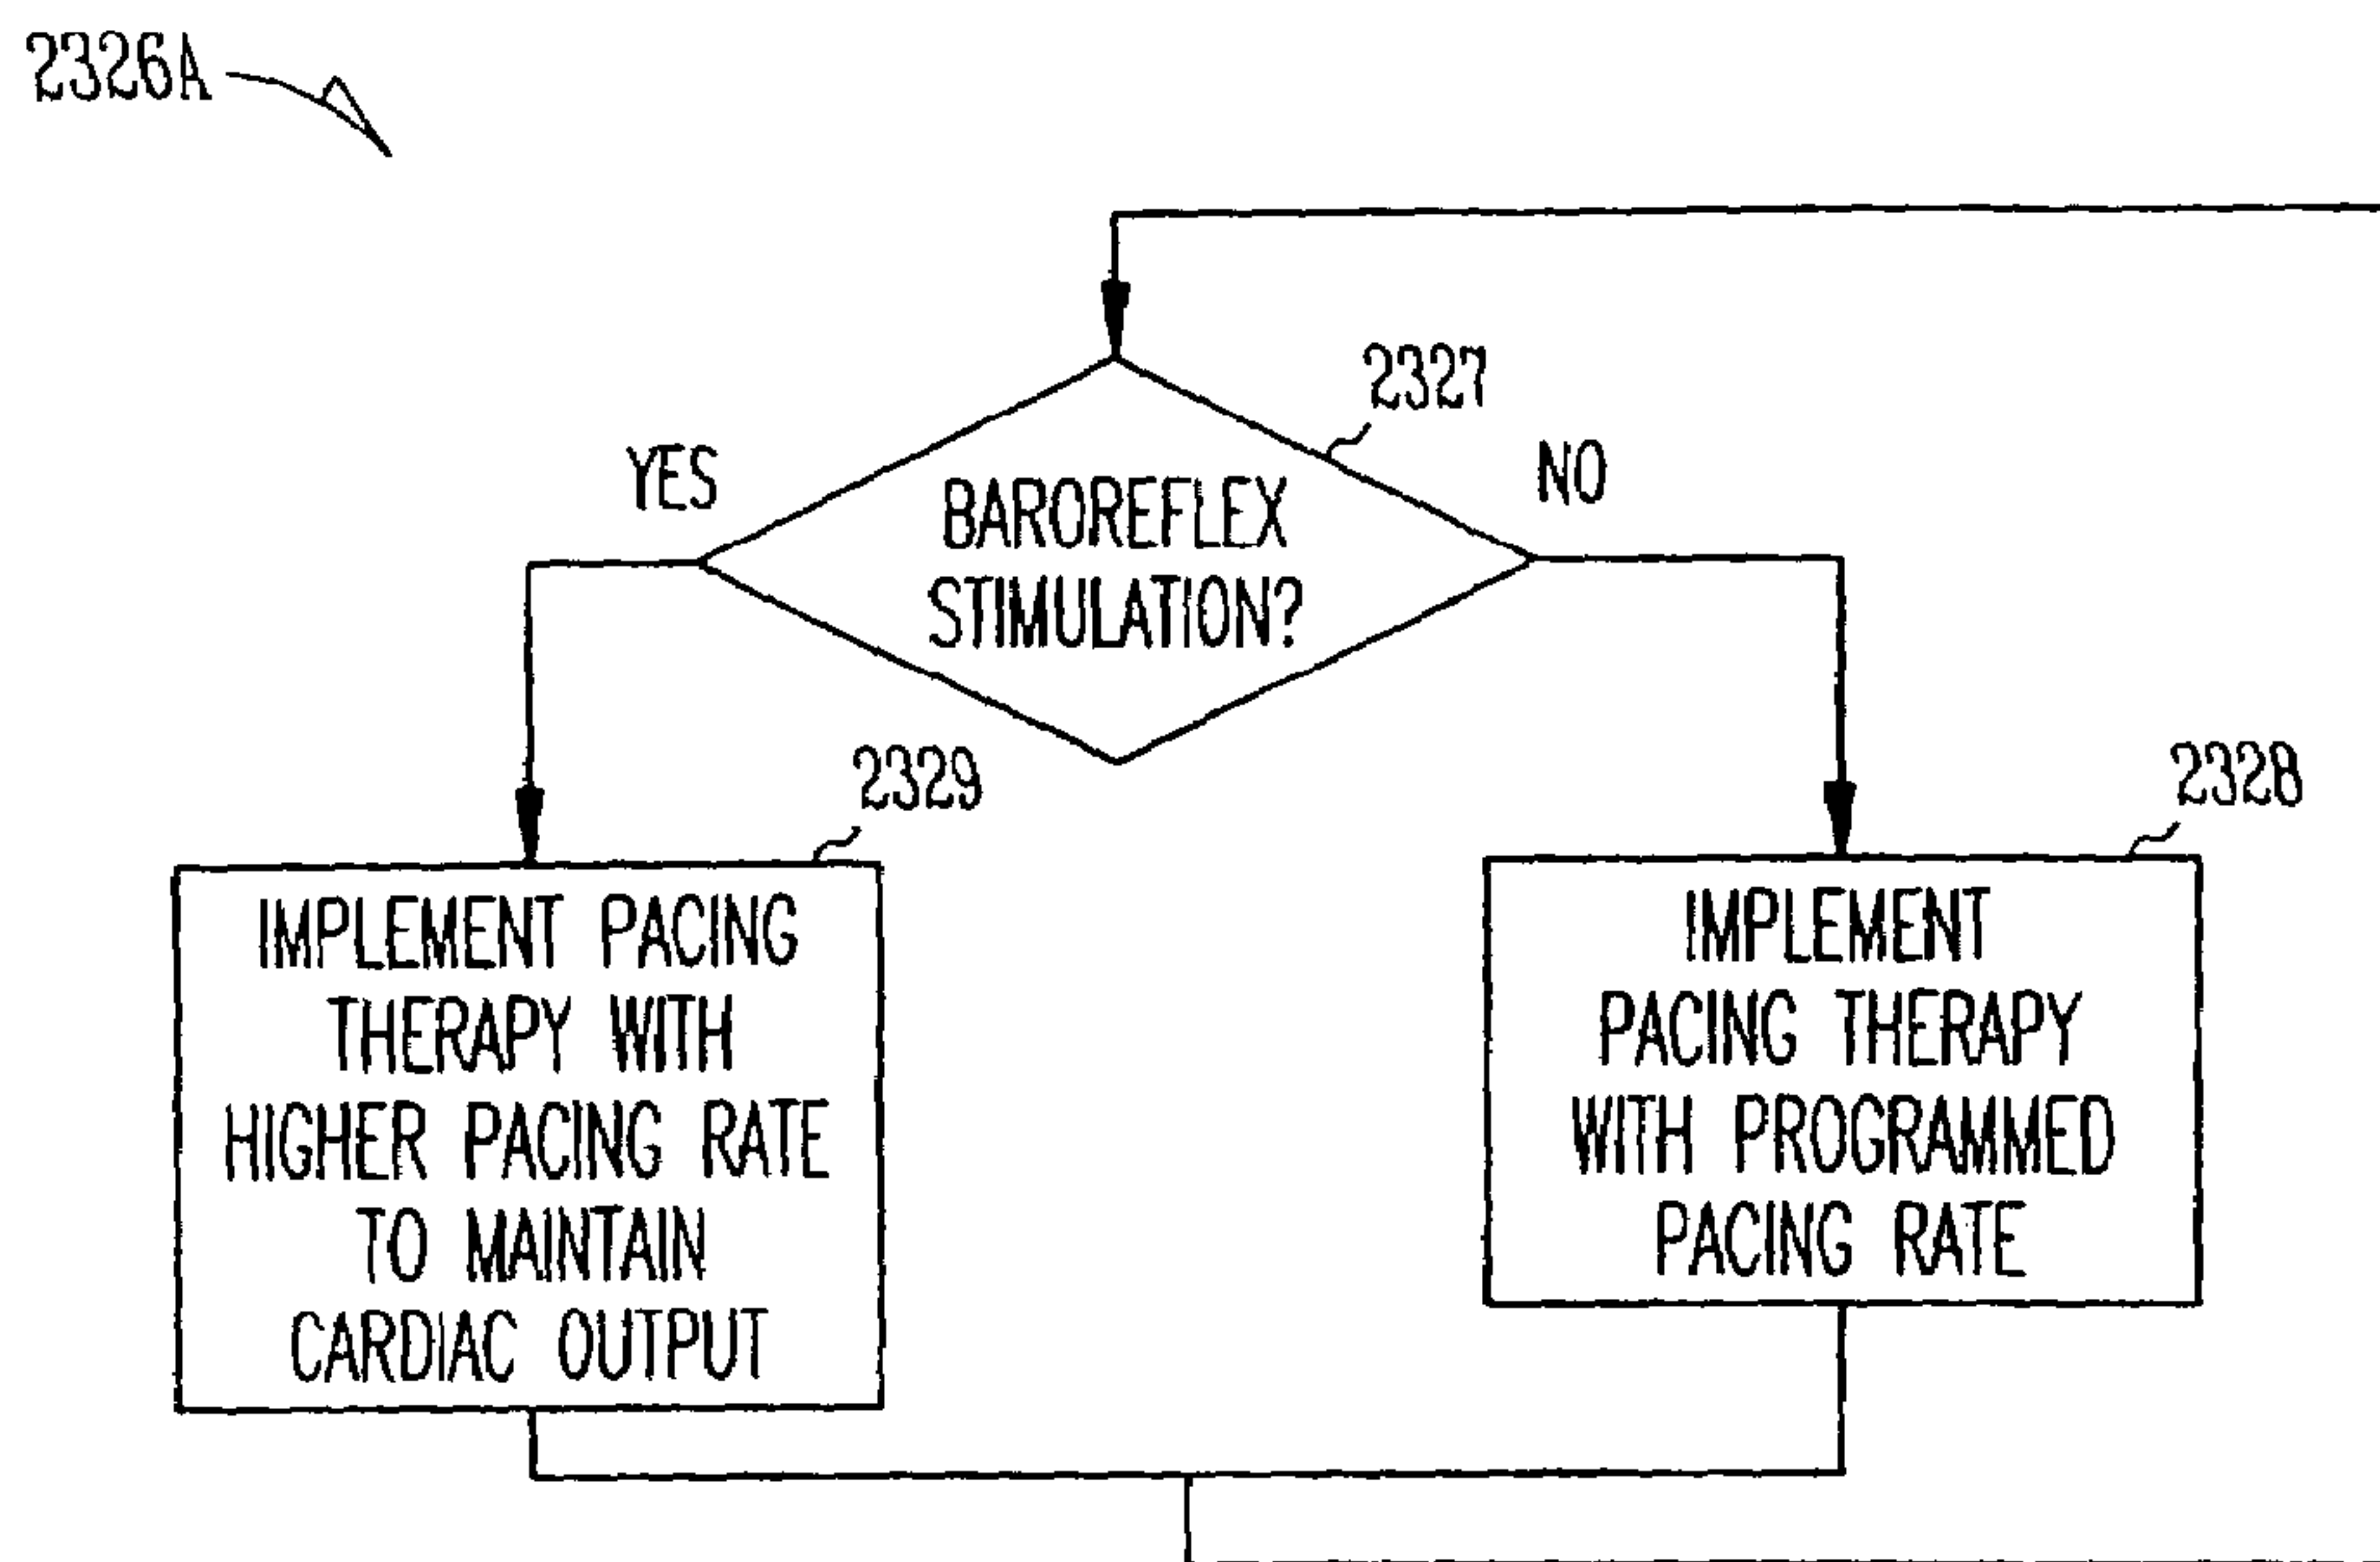 2326A
2327
YES
NO
BAROREFLEX
STIMULATION?
2329
2328
IMPLEMENT PACING
THERAPY WITH
HIGHER PACING RATE
TO MAINTAIN
CARDIAC OUTPUT
IMPLEMENT
PACING THERAPY
WITH PROGRAMMED
PACING RATE